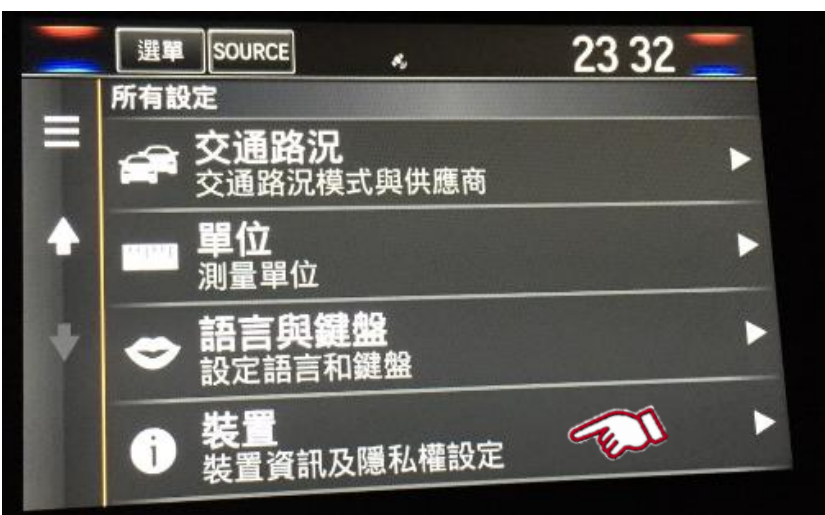 選單 SOURCE 23 32
所有設定
交通路況
交通路況模式與供應商
單位
測量單位
語言與鍵盤
設定語言和鍵盤
裝置
裝置資訊及隱私權設定